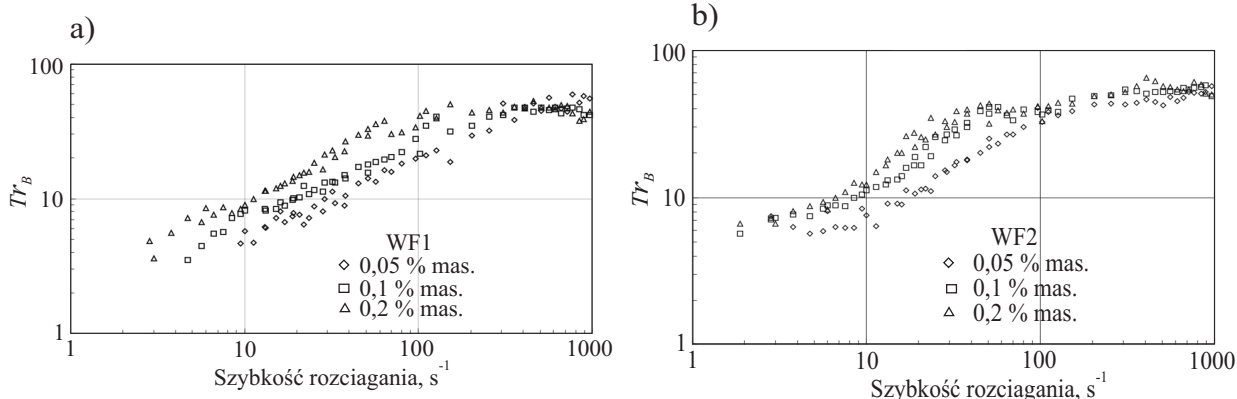 a)
100
10
1
Tr_B
WF1
0,05 % mas.
0,1 % mas.
0,2 % mas.
1 10 100 1000
Szybkość rozciagania, s⁻¹
b)
100
10
1
Tr_B
WF2
0,05 % mas.
0,1 % mas.
0,2 % mas.
1 10 100 1000
Szybkość rozciagania, s⁻¹